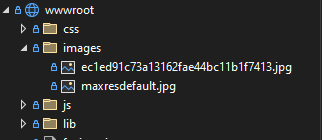 wwwroot
css
images
ec1ed91c73a13162fae44bc11b1f7413.jpg
maxresdefault.jpg
js
lib